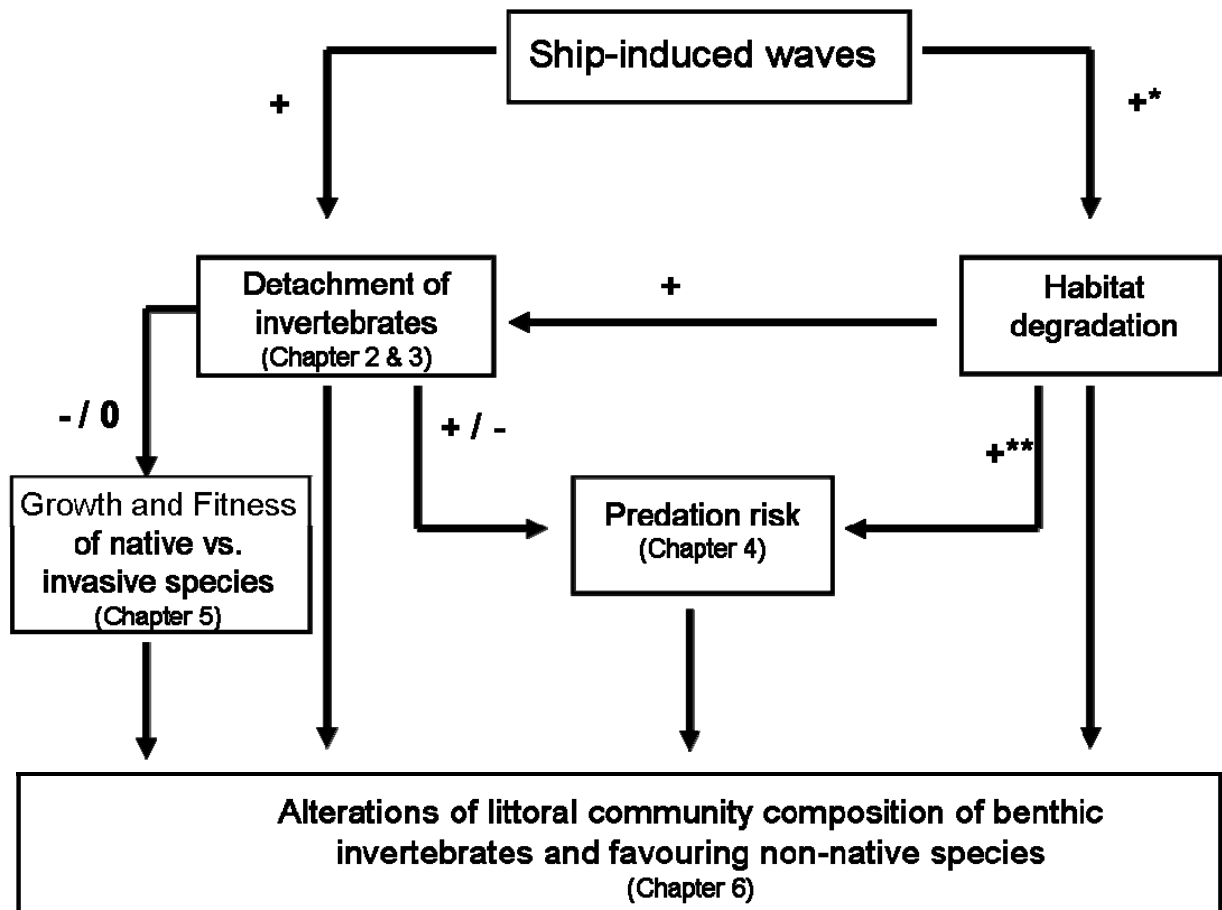 Ship-induced waves
+
+*
Detachment of
invertebrates
(Chapter 2 & 3)
+
Habitat
degradation
- / 0
+ / -
+**
Growth and Fitness
of native vs.
invasive species
(Chapter 5)
Predation risk
(Chapter 4)
Alterations of littoral community composition of benthic
invertebrates and favouring non-native species
(Chapter 6)